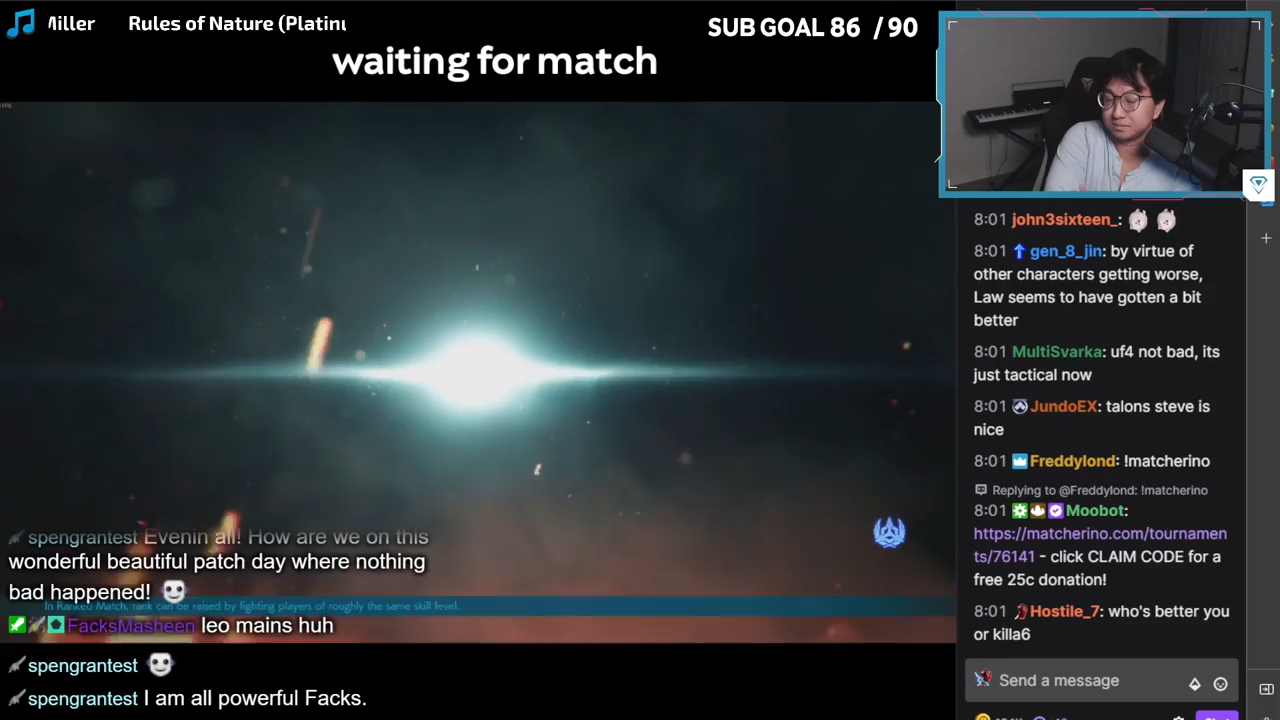 Miller Rules of Nature (Platinu
SUB GOAL 86 / 90
waiting for match
8:01 john3sixteen_:
8:01 gen_8_jin: by virtue of
other characters getting worse,
Law seems to have gotten a bit
better
8:01 MultiSvarka: uf4 not bad, its
just tactical now
8:01 JundoEX: talons steve is
nice
8:01 Freddylond: !matcherino
Replying to @Freddylond: !matcherino
8:01 Moobot:
https://matcherino.com/tournamen
ts/76141 - click CLAIM CODE for a
free 25c donation!
8:01 Hostile_7: who's better you
or killa6
Send a message
spengrantest Evenin all! How are we on this
wonderful beautiful patch day where nothing
bad happened!
In Ranked Match, rank can be raised by fighting players of roughly the same skill level.
FacksMasheen leo mains huh
spengrantest
spengrantest I am all powerful Facks.